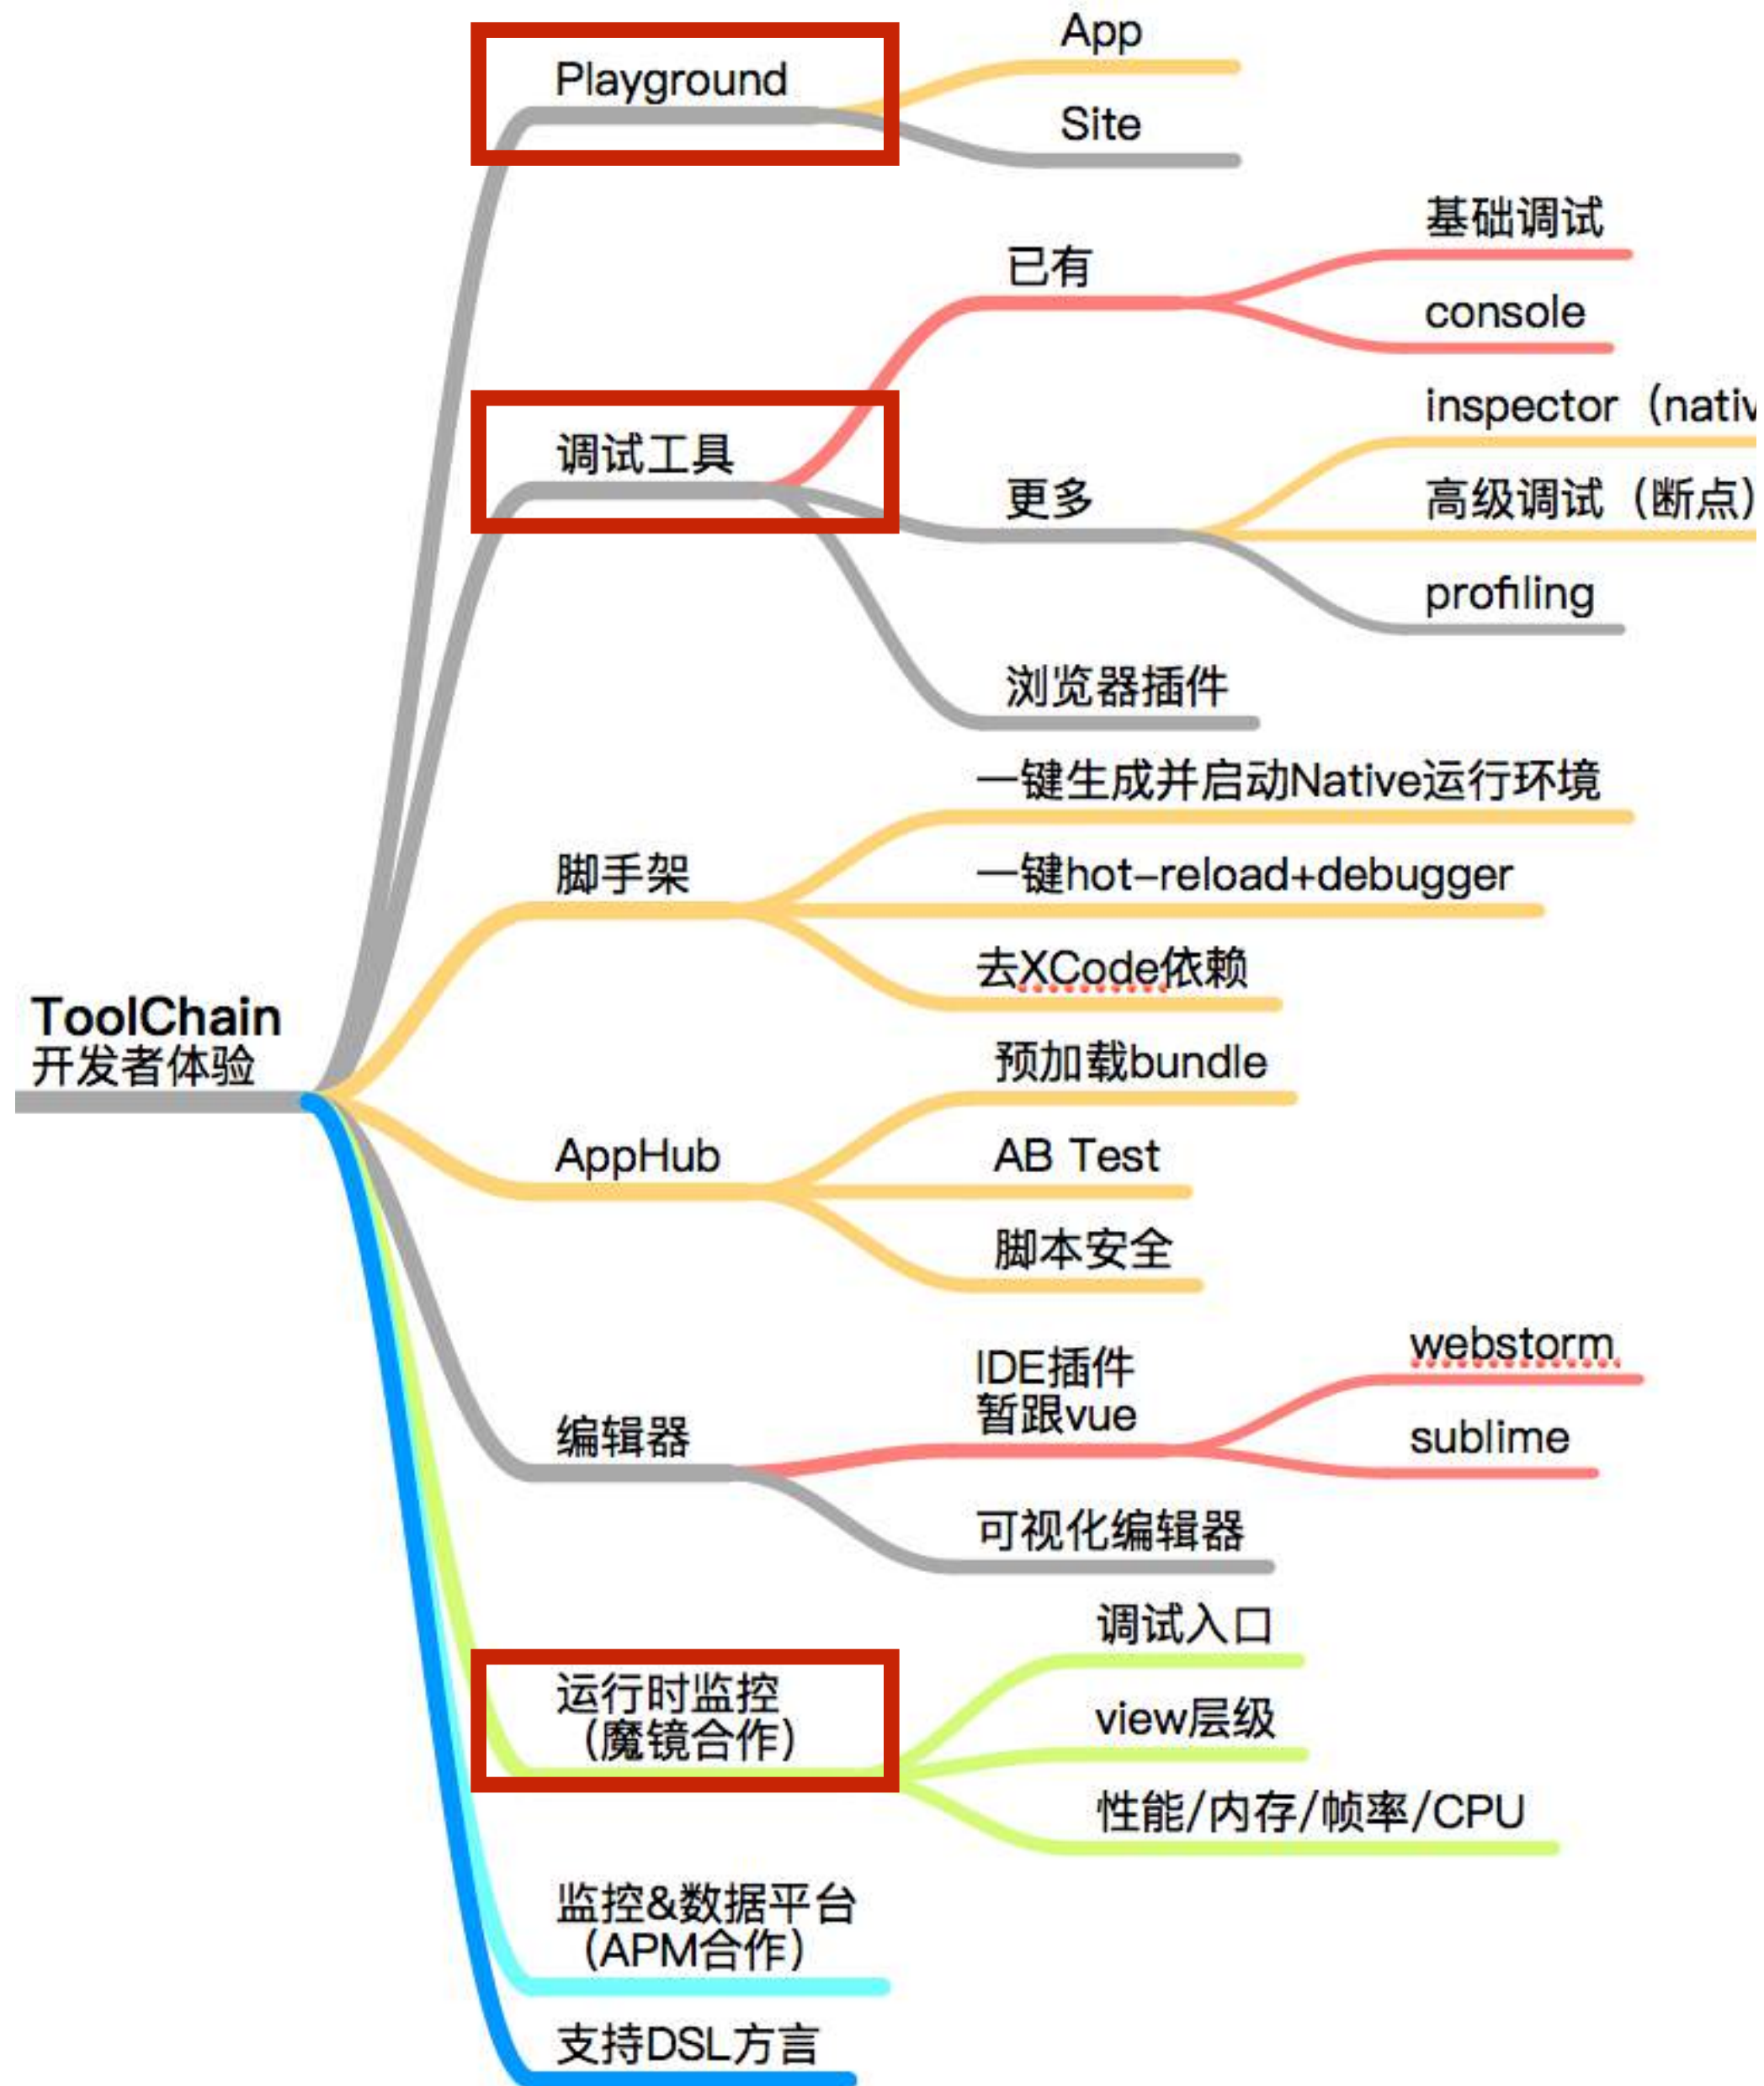 Playground
App
Site
调试工具
已有
基础调试
console
更多
inspector（nativ
高级调试（断点）
profiling
浏览器插件
ToolChain
开发者体验
脚手架
一键生成并启动Native运行环境
一键hot-reload+debugger
去XCode依赖
AppHub
预加载bundle
AB Test
脚本安全
编辑器
IDE插件
暂跟vue
webstorm
sublime
可视化编辑器
运行时监控
（魔镜合作）
调试入口
view层级
性能/内存/帧率/CPU
监控&数据平台
（APM合作）
支持DSL方言